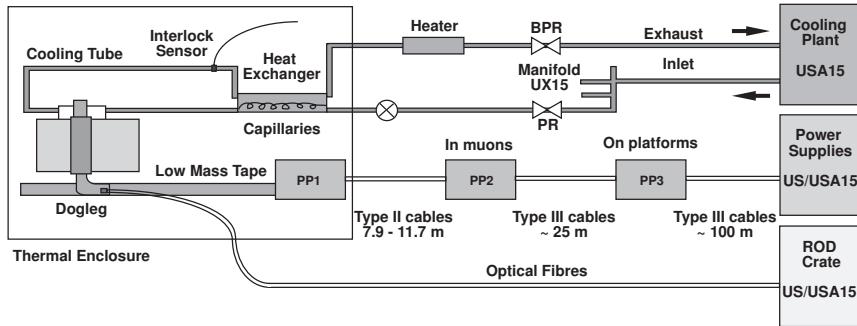 Interlock
Sensor
Cooling Tube
Heat
Exchanger
Capillaries
Heater
BPR
Exhaust
Cooling
Plant
USA15
Manifold
UX15
Inlet
PR
Low Mass Tape
Dogleg
PP1
In muons
PP2
On platforms
PP3
Power
Supplies
US/USA15
Type II cables
7.9 - 11.7 m
Type III cables
~ 25 m
Type III cables
~ 100 m
Thermal Enclosure
Optical Fibres
ROD
Crate
US/USA15